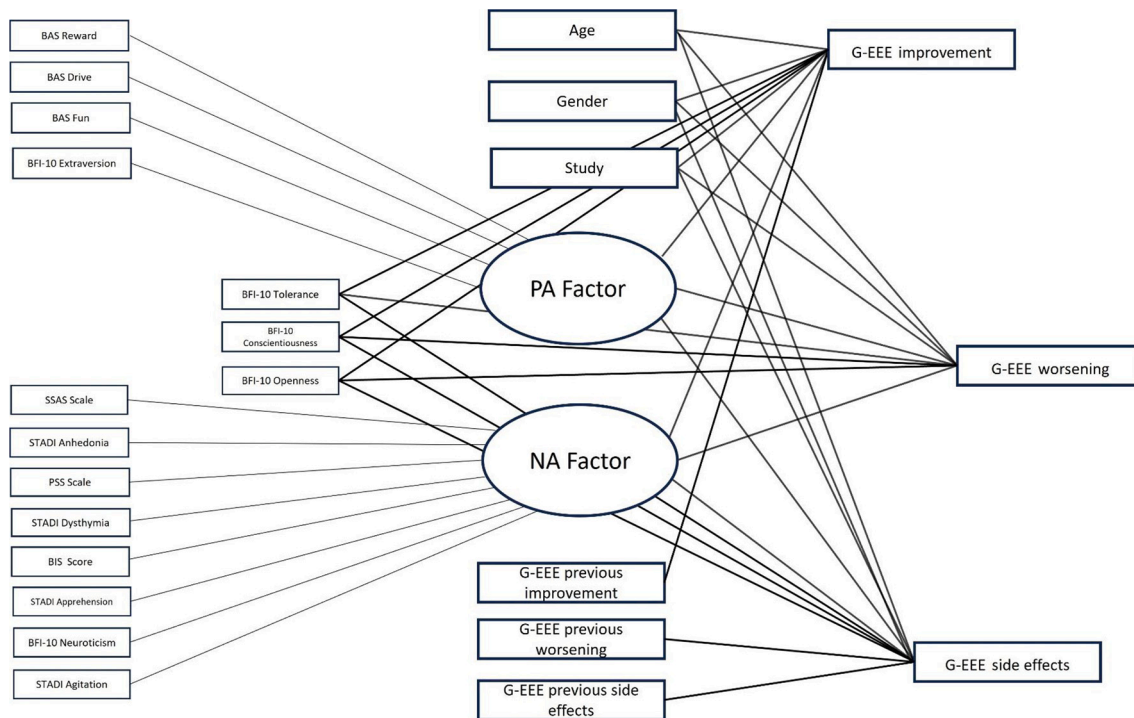 BAS Reward
BAS Drive
BAS Fun
BFI-10 Extraversion
Age
Gender
Study
G-EEE improvement
PA Factor
BFI-10 Tolerance
BFI-10
Conscientiousness
BFI-10 Openness
G-EEE worsening
SSAS Scale
STADI Anhedonia
PSS Scale
STADI Dysthymia
BIS Score
STADI Apprehension
BFI-10 Neuroticism
STADI Agitation
NA Factor
G-EEE previous
improvement
G-EEE previous
worsening
G-EEE previous side
effects
G-EEE side effects